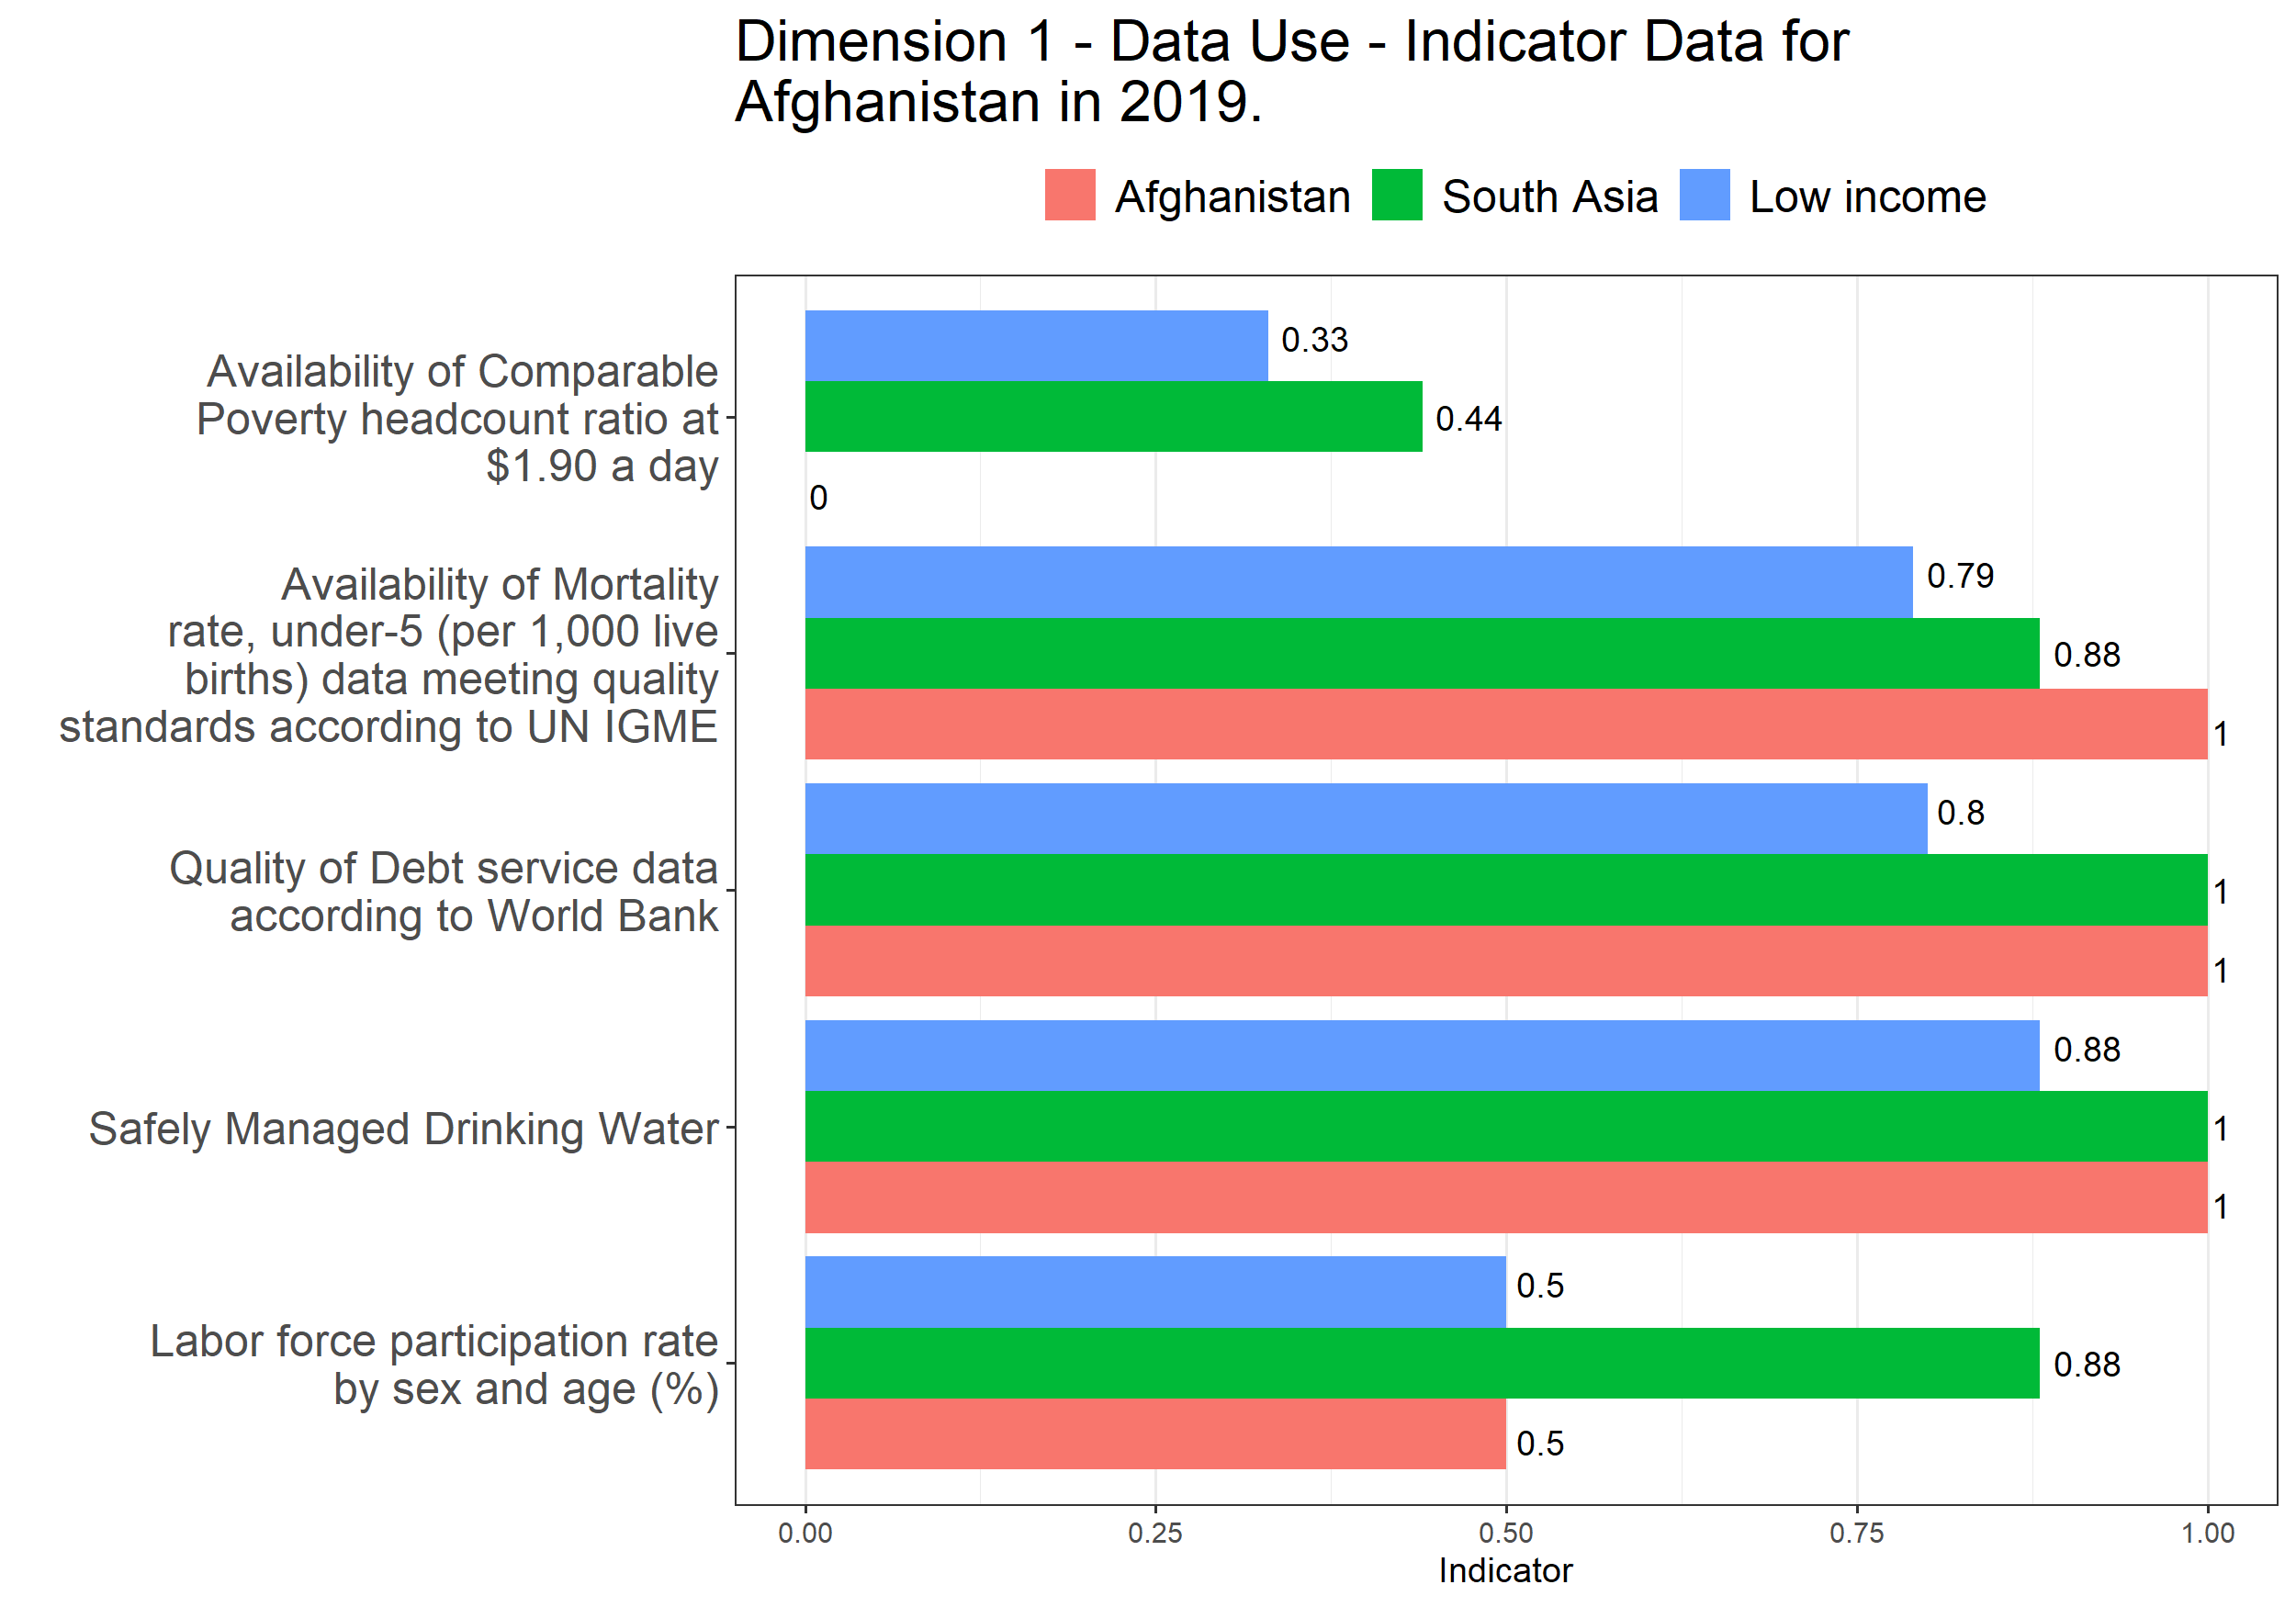 Dimension 1 - Data Use - Indicator Data for
Afghanistan in 2019.
Afghanistan South Asia Low income
Availability of Comparable
Poverty headcount ratio at
$1.90 a day
0.33
0.44
0
Availability of Mortality
rate, under-5 (per 1,000 live
births) data meeting quality
standards according to UN IGME
0.79
0.88
1
Quality of Debt service data
according to World Bank
0.8
1
1
Safely Managed Drinking Water
0.88
1
1
Labor force participation rate
by sex and age (%)
0.5
0.88
0.5
0.00 0.25 0.50 0.75 1.00
Indicator